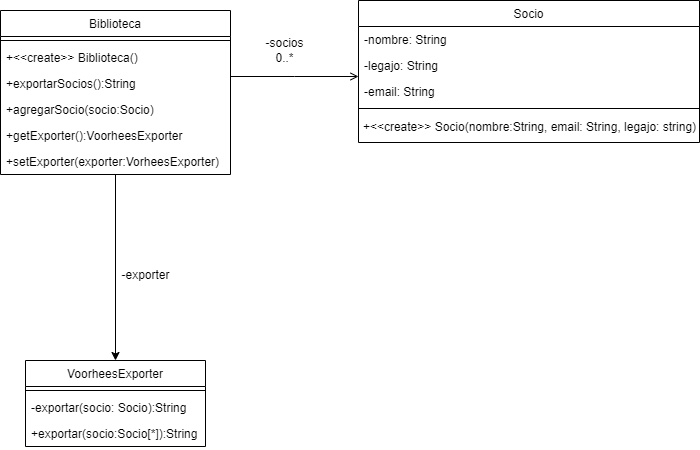 Biblioteca
+<<create>> Biblioteca()
+exportarSocios():String
+agregarSocio(socio:Socio)
+getExporter():VoorheesExporter
+setExporter(exporter:VorheesExporter)
-socios
0..*
Socio
-nombre: String
-legajo: String
-email: String
+<<create>> Socio(nombre:String, email: String, legajo: string)
-exporter
VoorheesExporter
-exportar(socio: Socio):String
+exportar(socio:Socio[*]):String